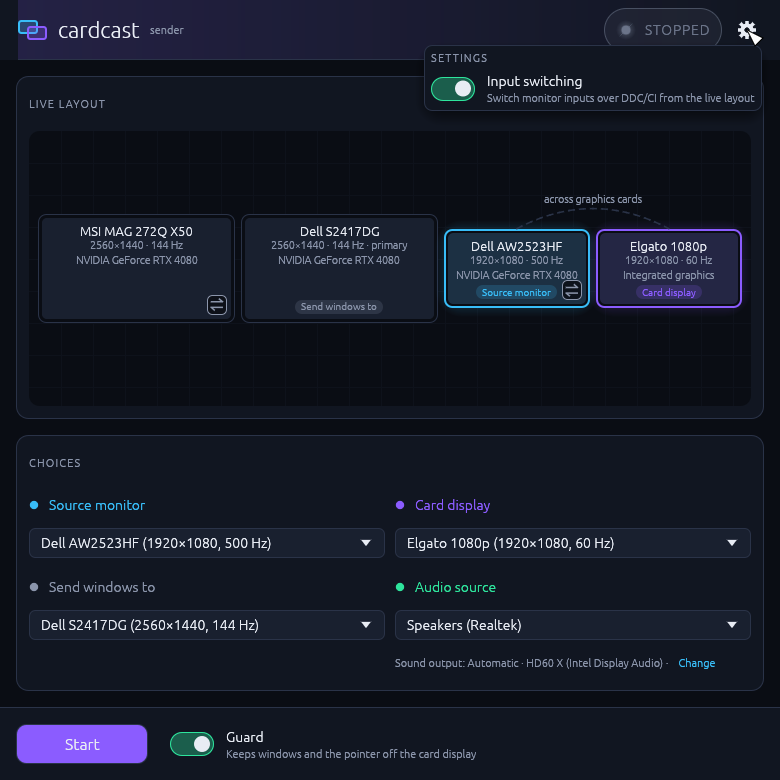 cardcast sender
STOPPED
SETTINGS
Input switching
Switch monitor inputs over DDC/CI from the live layout
LIVE LAYOUT
across graphics cards
MSI MAG 272Q X50
2560×1440 · 144 Hz
NVIDIA GeForce RTX 4080
Dell S2417DG
2560×1440 · 144 Hz · primary
NVIDIA GeForce RTX 4080
Send windows to
Dell AW2523HF
1920×1080 · 500 Hz
NVIDIA GeForce RTX 4080
Source monitor
Elgato 1080p
1920×1080 · 60 Hz
Integrated graphics
Card display
CHOICES
Source monitor
Dell AW2523HF (1920×1080, 500 Hz)
Card display
Elgato 1080p (1920×1080, 60 Hz)
Send windows to
Dell S2417DG (2560×1440, 144 Hz)
Audio source
Speakers (Realtek)
Sound output: Automatic · HD60 X (Intel Display Audio) · Change
Start
Guard
Keeps windows and the pointer off the card display